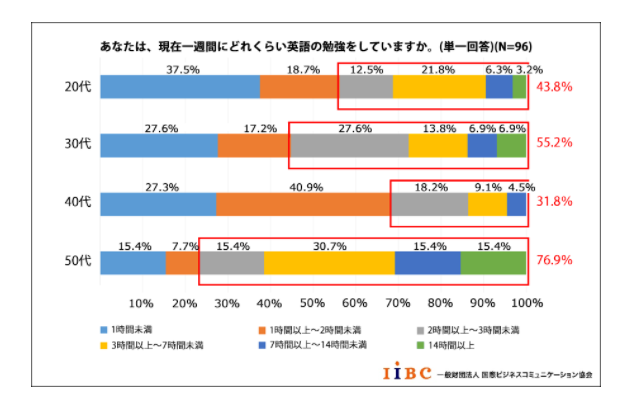 あなたは、現在一週間にどれくらい英語の勉強をしていますか。(単一回答)(N=96)
20代 37.5% 18.7% 12.5% 21.8% 6.3% 3.2% 43.8%
30代 27.6% 17.2% 27.6% 13.8% 6.9% 6.9% 55.2%
40代 27.3% 40.9% 18.2% 9.1% 4.5% 31.8%
50代 15.4% 7.7% 15.4% 30.7% 15.4% 15.4% 76.9%
10% 20% 30% 40% 50% 60% 70% 80% 90% 100%
1時間未満 1時間以上～2時間未満 2時間以上～3時間未満
3時間以上～7時間未満 7時間以上～14時間未満 14時間以上
IIBC 一般財団法人 国際ビジネスコミュニケーション協会